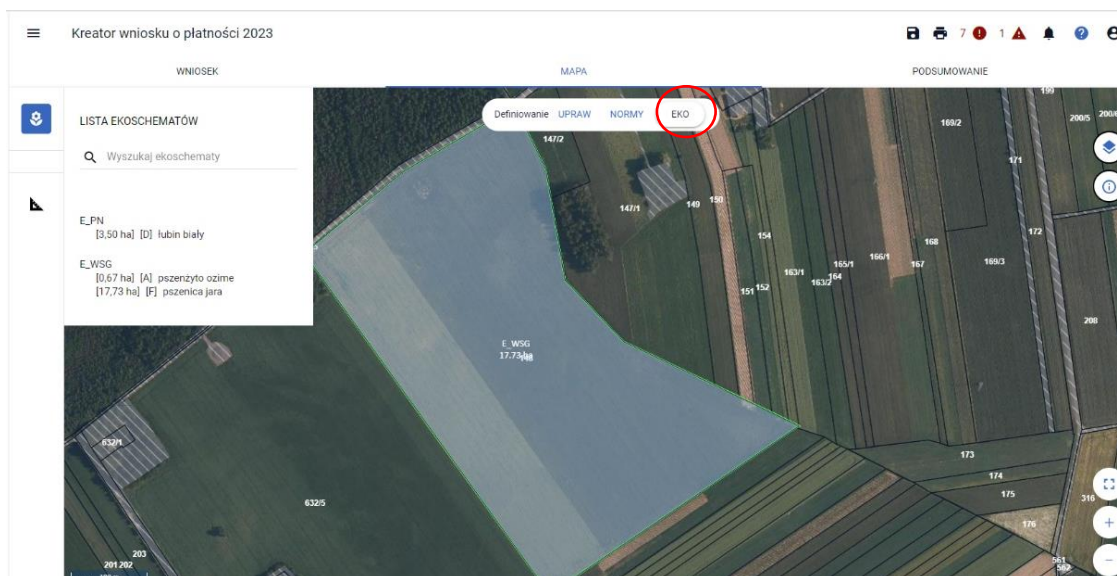 Kreator wniosku o płatności 2023
7
1
WNIOSEK
MAPA
PODSUMOWANIE
LISTA EKOSCHEMATÓW
Wyszukaj ekoschematy
E_PN
[3,50 ha] [D] łubin biały
E_WSG
[0,67 ha] [A] pszenżyto ozime
[17,73 ha] [F] pszenica jara
Definiowanie UPRAW NORMY EKO
147/2
147/1
149
150
199
169/2
200/5
171
154
172
168
169/3
166/1
167
165/1
164
163/1
163/2
151
152
208
E_WSG
17.73 ha
148
632/1
632/5
173
174
175
176
316
203
201
202
561
562